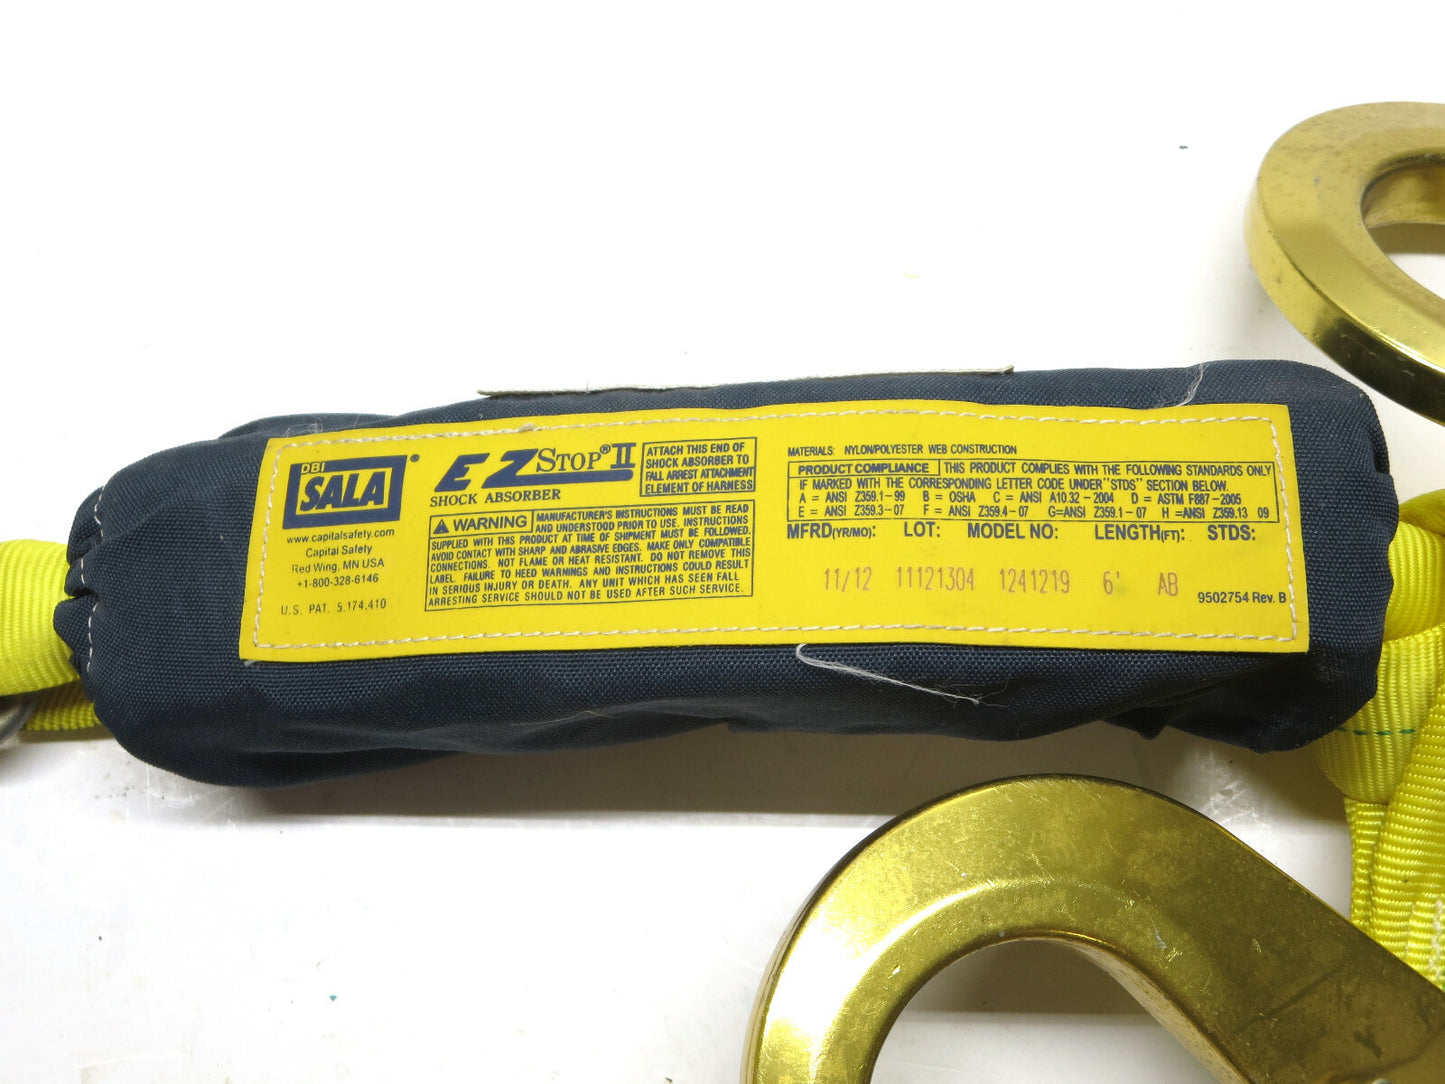 DBI
SALA®
www.capitalsafety.com
Capital Safety
Red Wing, MN USA
+1-800-328-6146
U.S. PAT. 5,174,410
EZ STOP® II
SHOCK ABSORBER
ATTACH THIS END OF
SHOCK ABSORBER TO
FALL ARREST ATTACHMENT
ELEMENT OF HARNESS
WARNING
MANUFACTURER'S INSTRUCTIONS MUST BE READ
AND UNDERSTOOD PRIOR TO USE. INSTRUCTIONS
SUPPLIED WITH THIS PRODUCT AT TIME OF SHIPMENT MUST BE FOLLOWED.
AVOID CONTACT WITH SHARP AND ABRASIVE EDGES. MAKE ONLY COMPATIBLE
CONNECTIONS. NOT FLAME OR HEAT RESISTANT. DO NOT REMOVE THIS
LABEL. FAILURE TO HEED WARNINGS AND INSTRUCTIONS COULD RESULT
IN SERIOUS INJURY OR DEATH. ANY UNIT WHICH HAS SEEN FALL
ARRESTING SERVICE SHOULD NOT BE USED AFTER SUCH SERVICE.
MATERIALS: NYLON/POLYESTER WEB CONSTRUCTION
PRODUCT COMPLIANCE THIS PRODUCT COMPLIES WITH THE FOLLOWING STANDARDS ONLY
IF MARKED WITH THE CORRESPONDING LETTER CODE UNDER "STDS" SECTION BELOW.
A = ANSI Z359.1-99 B = OSHA C = ANSI A10.32-2004 D = ASTM F887-2005
E = ANSI Z359.3-07 F = ANSI Z359.4-07 G=ANSI Z359.1-07 H =ANSI Z359.13 09
MFRD(YR/MO): LOT: MODEL NO: LENGTH(FT): STDS:
11/12 11121304 1241219 6' AB
9502754 Rev. B